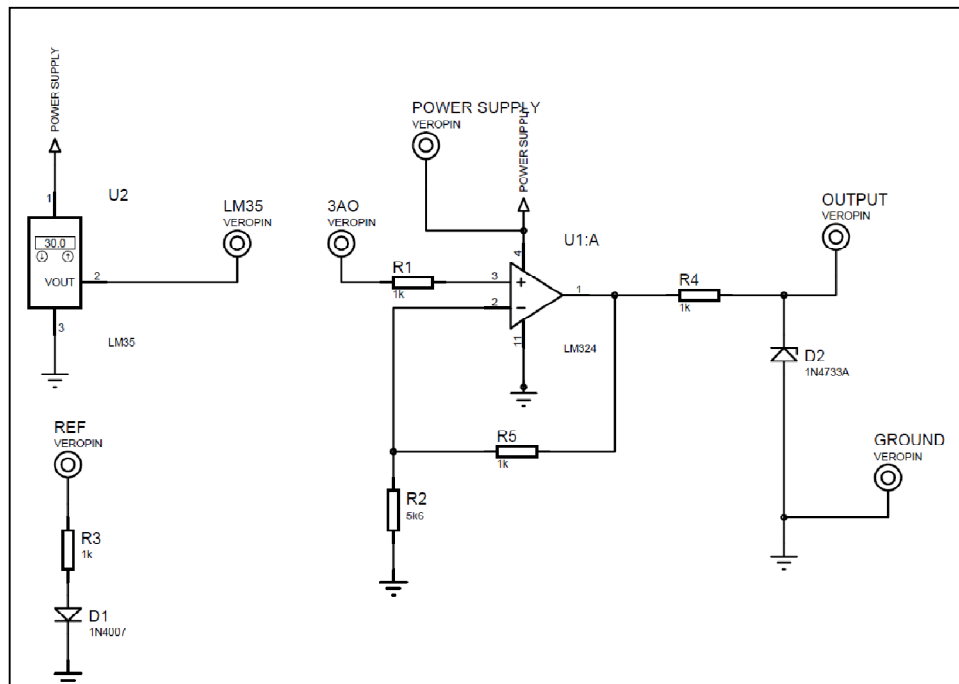 POWER SUPPLY
1
U2
30.0
VOUT
2
3
LM35
LM35
VEROPIN
3AO
VEROPIN
POWER SUPPLY
VEROPIN
POWER SUPPLY
4
U1:A
R1
1k
3
2
1
11
LM324
R4
1k
OUTPUT
VEROPIN
D2
1N4733A
GROUND
VEROPIN
R5
1k
R2
5k6
REF
VEROPIN
R3
1k
D1
1N4007